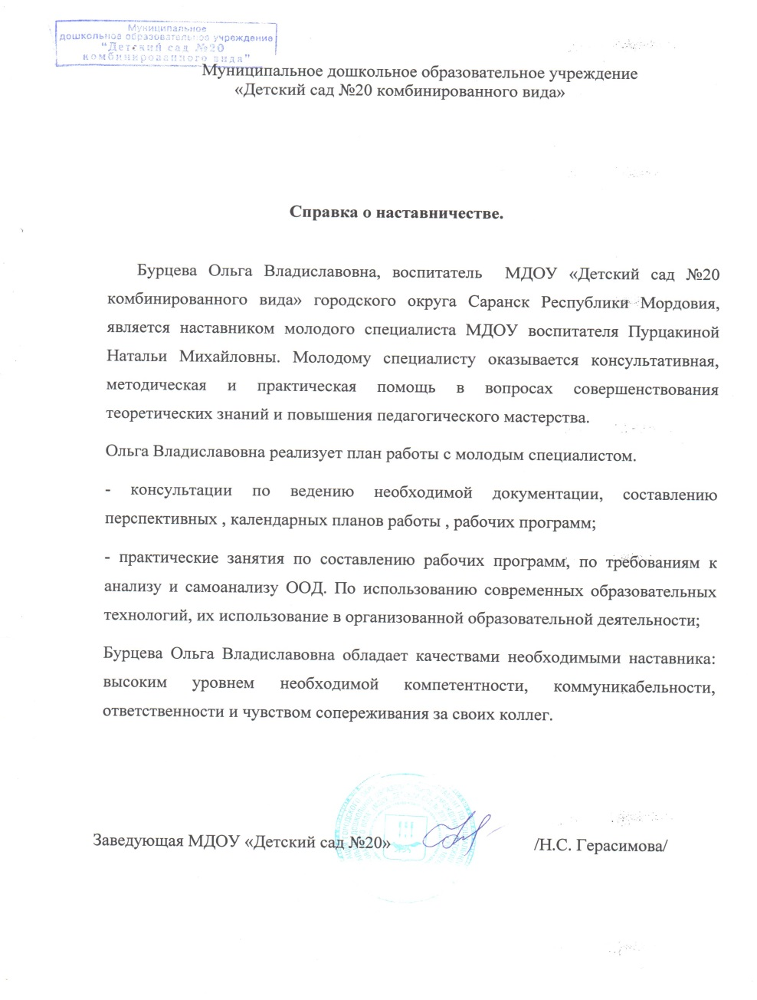 Муниципальное
дошкольное образовательное учреждение
"Детский сад №20
комбинированного вида"
Муниципальное дошкольное образовательное учреждение
«Детский сад №20 комбинированного вида»
Справка о наставничестве.
Бурцева Ольга Владиславовна, воспитатель МДОУ «Детский сад №20
комбинированного вида» городского округа Саранск Республики Мордовия,
является наставником молодого специалиста МДОУ воспитателя Пурцакиной
Натальи Михайловны. Молодому специалисту оказывается консультативная,
методическая и практическая помощь в вопросах совершенствования
теоретических знаний и повышения педагогического мастерства.
Ольга Владиславовна реализует план работы с молодым специалистом.
- консультации по ведению необходимой документации, составлению
перспективных , календарных планов работы , рабочих программ;
- практические занятия по составлению рабочих программ, по требованиям к
анализу и самоанализу ООД. По использованию современных образовательных
технологий, их использование в организованной образовательной деятельности;
Бурцева Ольга Владиславовна обладает качествами необходимыми наставника:
высоким уровнем необходимой компетентности, коммуникабельности,
ответственности и чувством сопереживания за своих коллег.
Заведующая МДОУ «Детский сад №20» /Н.С. Герасимова/